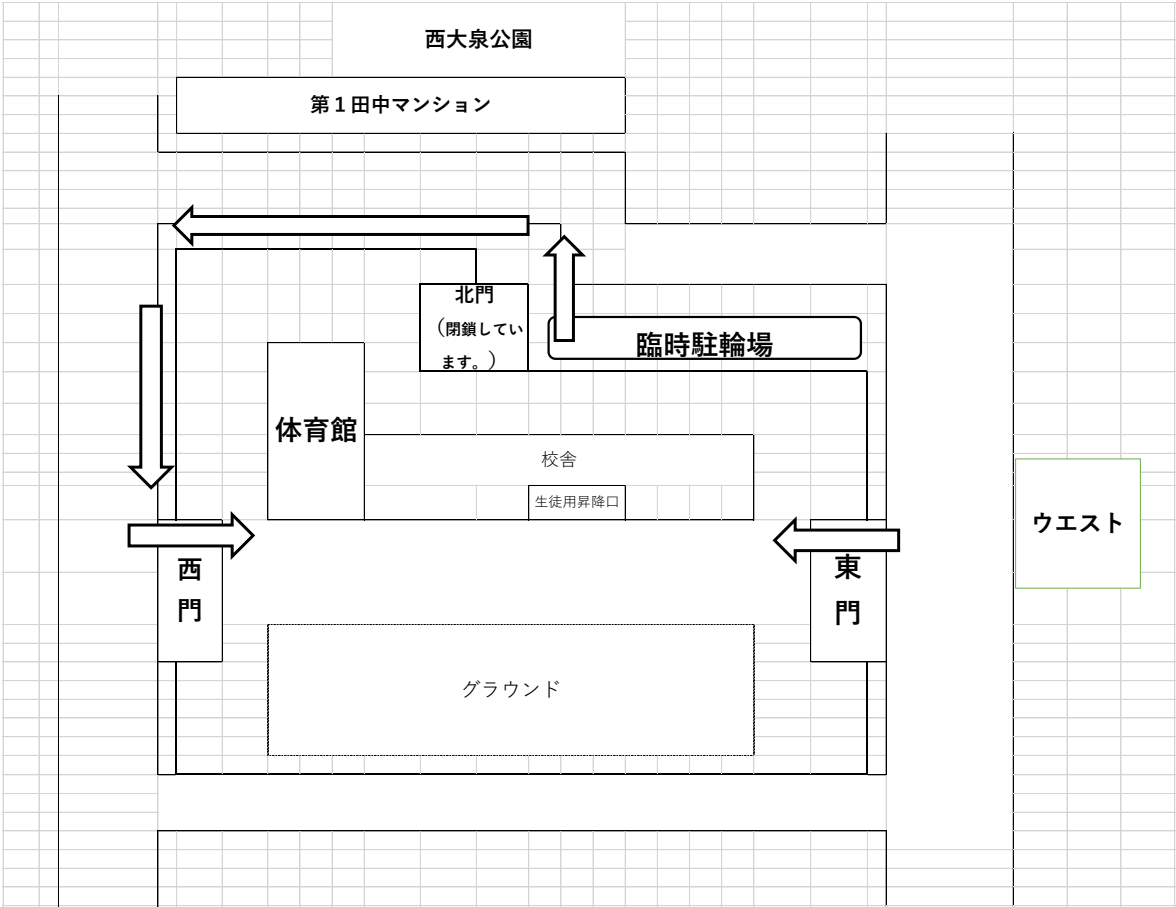 西大泉公園
第１田中マンション
北門
（閉鎖してい
ます。）
臨時駐輪場
体育館
校舎
生徒用昇降口
ウエスト
西
門
東
門
グラウンド